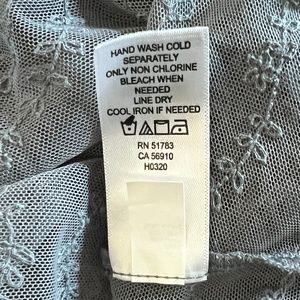 HAND WASH COLD
SEPARATELY
ONLY NON CHLORINE
BLEACH WHEN
NEEDED
LINE DRY
COOL IRON IF NEEDED
RN 51783
CA 56910
H0320